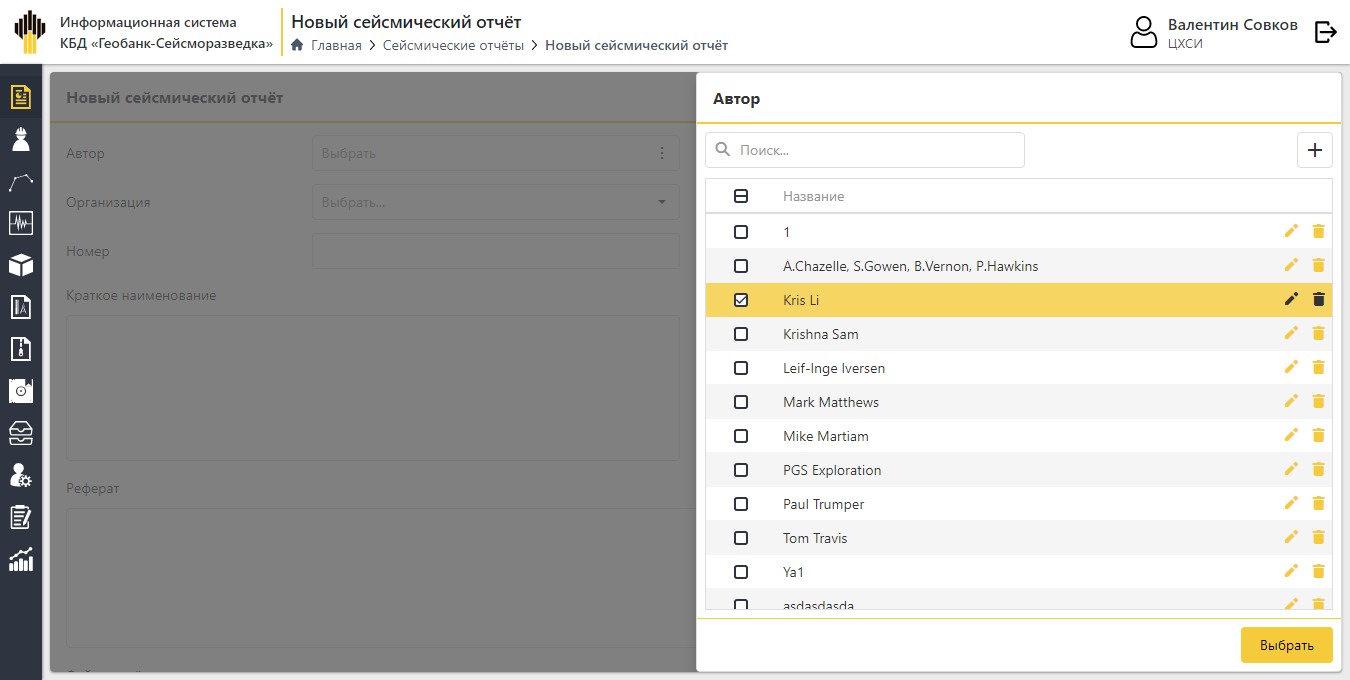 Информационная система
КБД «Геобанк-Сейсморазведка»
Новый сейсмический отчёт
Главная > Сейсмические отчёты > Новый сейсмический отчёт
Валентин Совков
ЦХСИ
Новый сейсмический отчёт
Автор
Выбрать
Организация
Выбрать...
Номер
Краткое наименование
Реферат
Автор
Поиск...
Название
1
A.Chazelle, S.Gowen, B.Vernon, P.Hawkins
Kris Li
Krishna Sam
Leif-Inge Iversen
Mark Matthews
Mike Martiam
PGS Exploration
Paul Trumper
Tom Travis
Ya1
asdasdasda
Выбрать